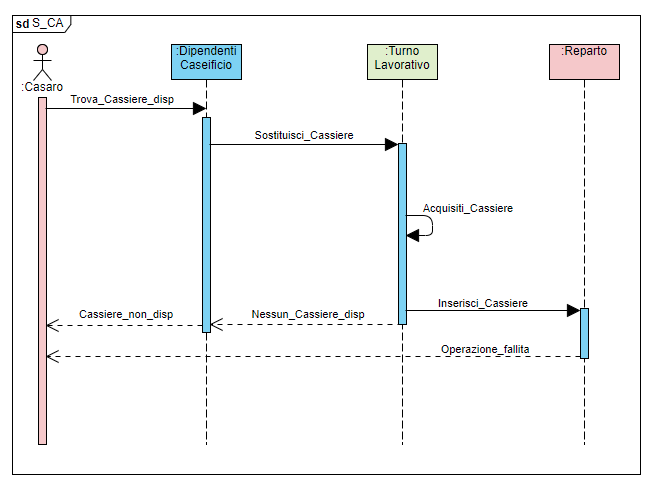 sd S_CA
:Casaro
:Dipendenti
Caseificio
:Turno
Lavorativo
:Reparto
Trova_Cassiere_disp
Sostituisci_Cassiere
Acquisiti_Cassiere
Inserisci_Cassiere
Nessun_Cassiere_disp
Cassiere_non_disp
Operazione_fallita